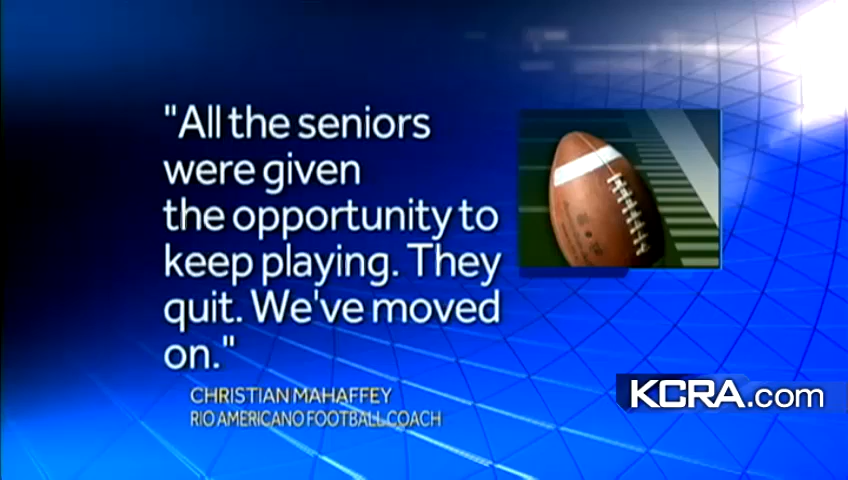 "All the seniors
were given
the opportunity to
keep playing. They
quit. We've moved
on."
CHRISTIAN MAHAFFEY
RIO AMERICANO FOOTBALL COACH
KCRA.com